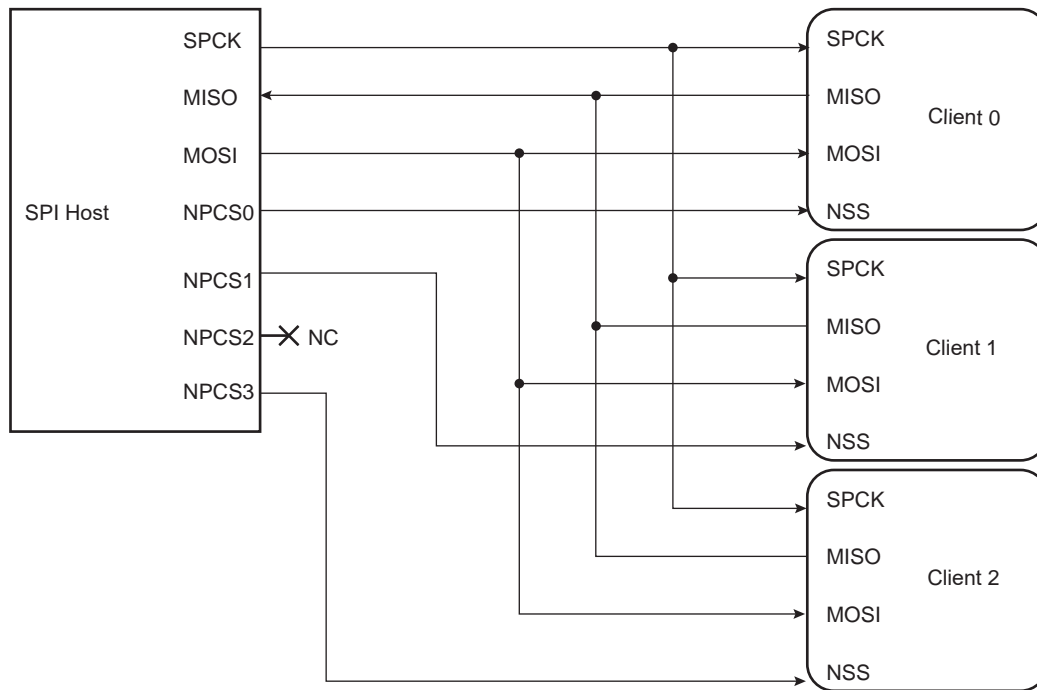 SPI Host
SPCK
MISO
MOSI
NPCS0
NPCS1
NPCS2
NC
NPCS3
SPCK
MISO
Client 0
MOSI
NSS
SPCK
MISO
Client 1
MOSI
NSS
SPCK
MISO
Client 2
MOSI
NSS